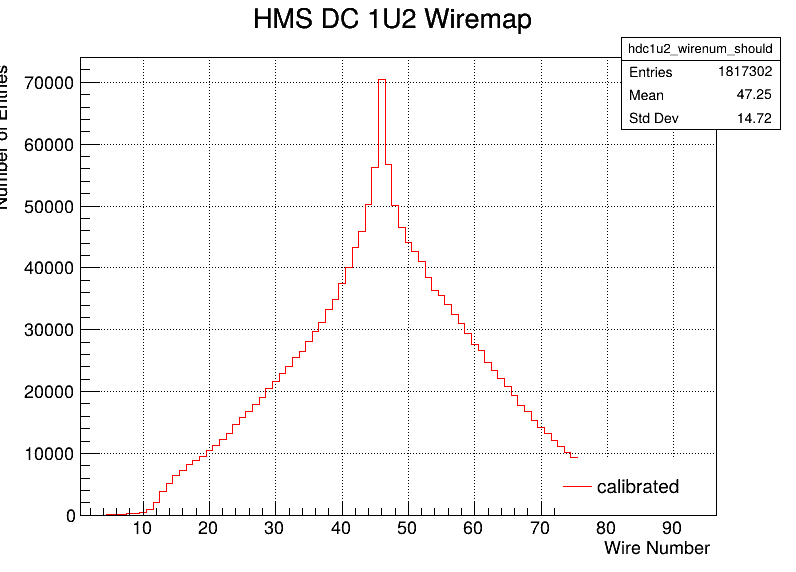 HMS DC 1U2 Wiremap
hdc1u2_wirenum_should
Entries 1817302
Mean 47.25
Std Dev 14.72
Number of Entries
70000
60000
50000
40000
30000
20000
10000
0
calibrated
10 20 30 40 50 60 70 80 90
Wire Number